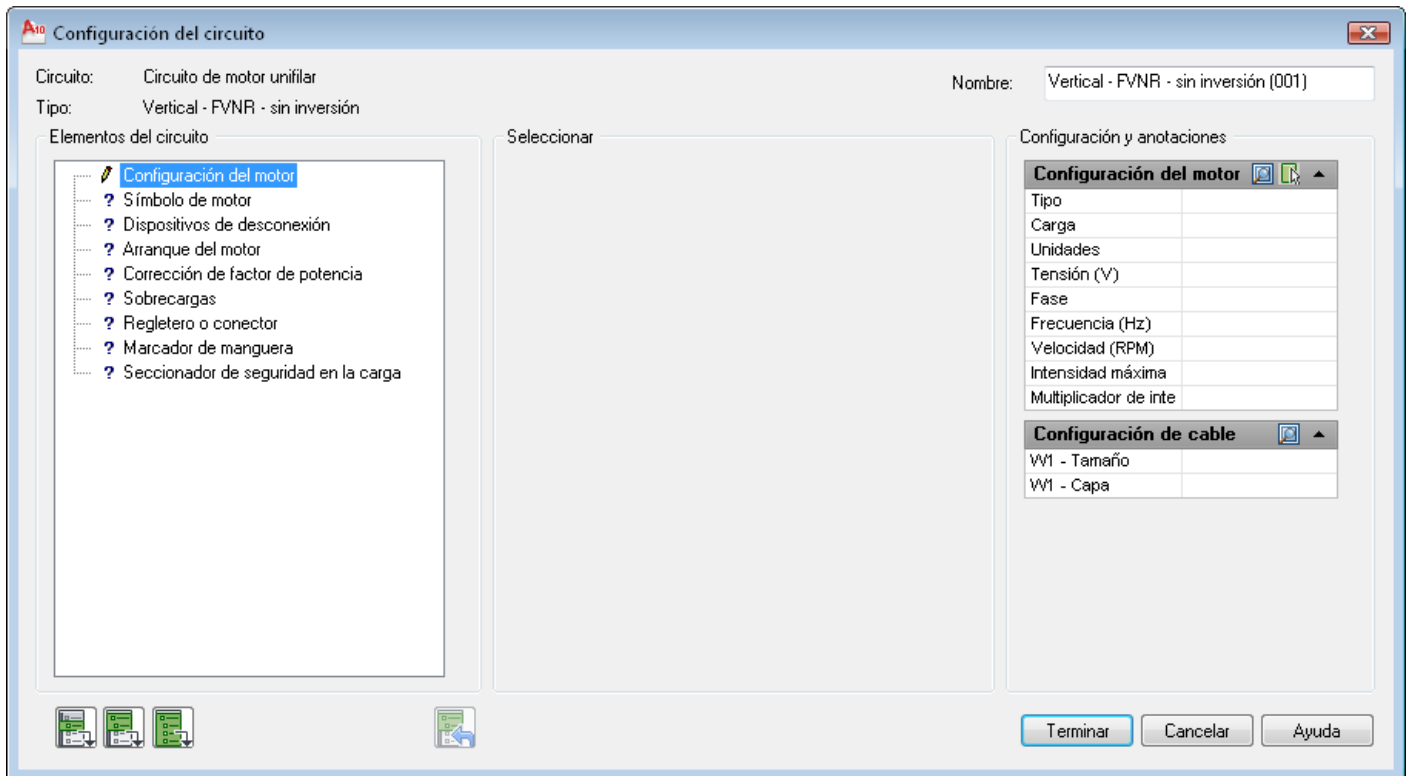 A10 Configuración del circuito
Circuito: Circuito de motor unifilar
Nombre: Vertical - FVNR - sin inversión (001)
Tipo: Vertical - FVNR - sin inversión
Elementos del circuito
Configuración del motor
? Símbolo de motor
? Dispositivos de desconexión
? Arranque del motor
? Corrección de factor de potencia
? Sobrecargas
? Regletero o conector
? Marcador de manguera
? Seccionador de seguridad en la carga
Seleccionar
Configuración y anotaciones
Configuración del motor
Tipo
Carga
Unidades
Tensión (V)
Fase
Frecuencia (Hz)
Velocidad (RPM)
Intensidad máxima
Multiplicador de inte
Configuración de cable
W1 - Tamaño
W1 - Capa
Terminar Cancelar Ayuda